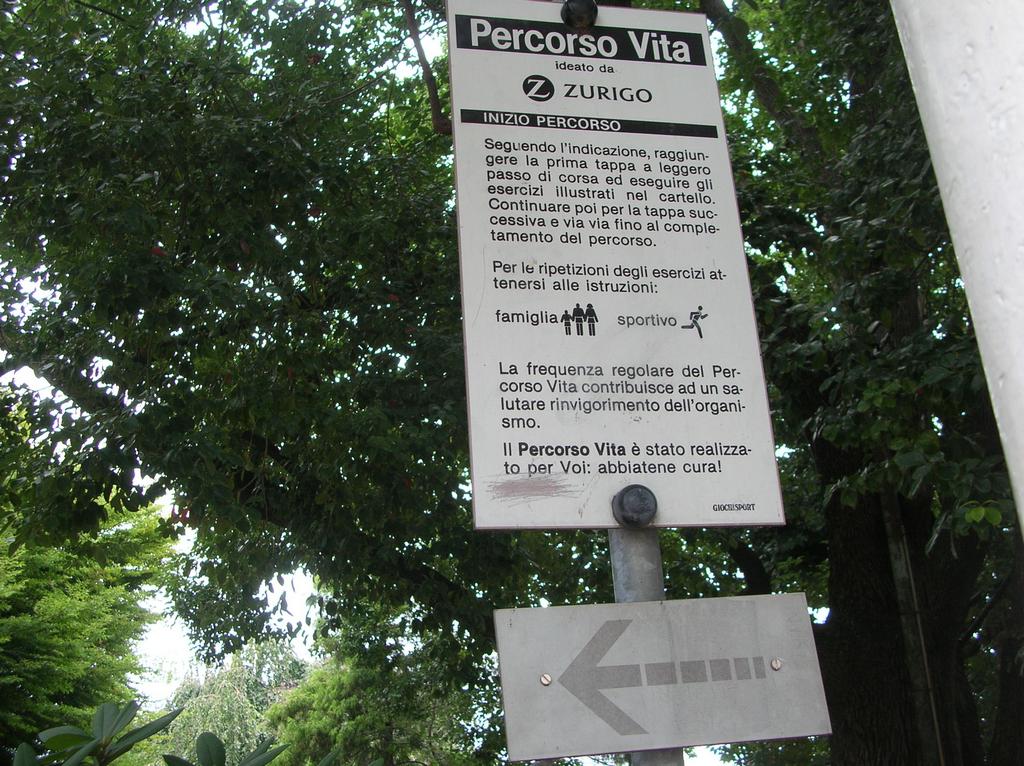 Percorso Vita
ideato da
Z ZURIGO
INIZIO PERCORSO
Seguendo l'indicazione, raggiun-
gere la prima tappa a leggero
passo di corsa ed eseguire gli
esercizi illustrati nel cartello.
Continuare poi per la tappa suc-
cessiva e via via fino al comple-
tamento del percorso.
Per le ripetizioni degli esercizi at-
tenersi alle istruzioni:
famiglia sportivo
La frequenza regolare del Per-
corso Vita contribuisce ad un sa-
lutare rinvigorimento dell'organi-
smo.
Il Percorso Vita è stato realizza-
to per Voi: abbiatene cura!
GIOCHISPORT